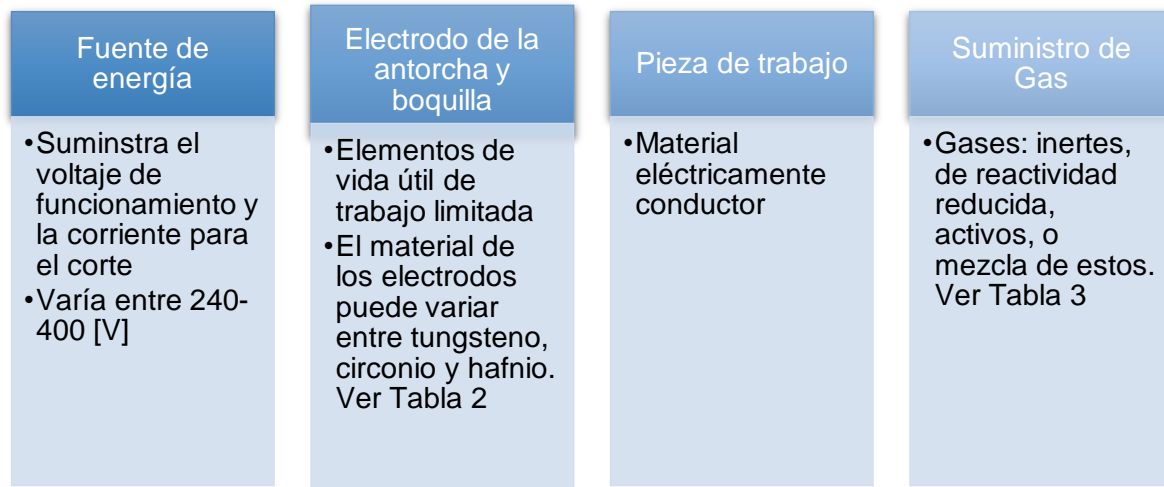 Fuente de
energía
•Suminstra el
voltaje de
funcionamiento y
la corriente para
el corte
•Varía entre 240-
400 [V]
Electrodo de la
antorcha y
boquilla
•Elementos de
vida útil de
trabajo limitada
•El material de
los electrodos
puede variar
entre tungsteno,
circonio y hafnio.
Ver Tabla 2
Pieza de trabajo
•Material
eléctricamente
conductor
Suministro de
Gas
•Gases: inertes,
de reactividad
reducida,
activos, o
mezcla de estos.
Ver Tabla 3